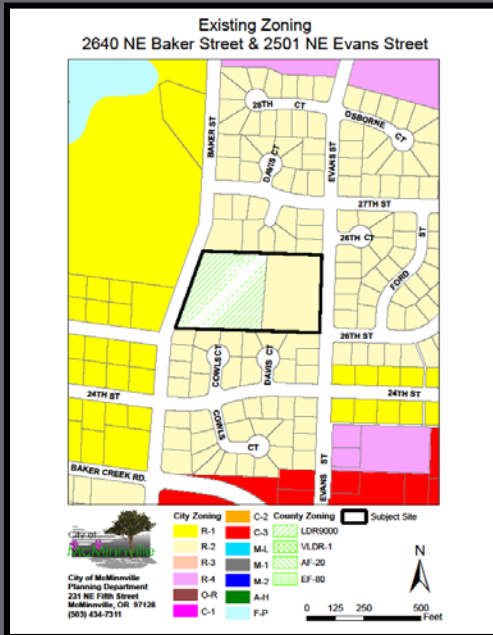 Existing Zoning
2640 NE Baker Street & 2501 NE Evans Street
28TH CT
OSBORNE CT
BAKER ST
DAVIS CT
EVANS ST
27TH ST
26TH CT
FORD ST
26TH ST
COWLS CT
DAVIS CT
24TH ST
24TH ST
COWLS CT
BAKER CREEK RD.
EVANS ST
City of
McMinnville
City of McMinnville
Planning Department
231 NE Fifth Street
McMinnville, OR 97128
(503) 434-7311
City Zoning
R-1
R-2
R-3
R-4
O-R
C-1
C-2
C-3
M-L
M-1
M-2
A-H
F-P
County Zoning
LDR9000
VLDR-1
AF-20
EF-80
Subject Site
N
0 125 250 500
Feet